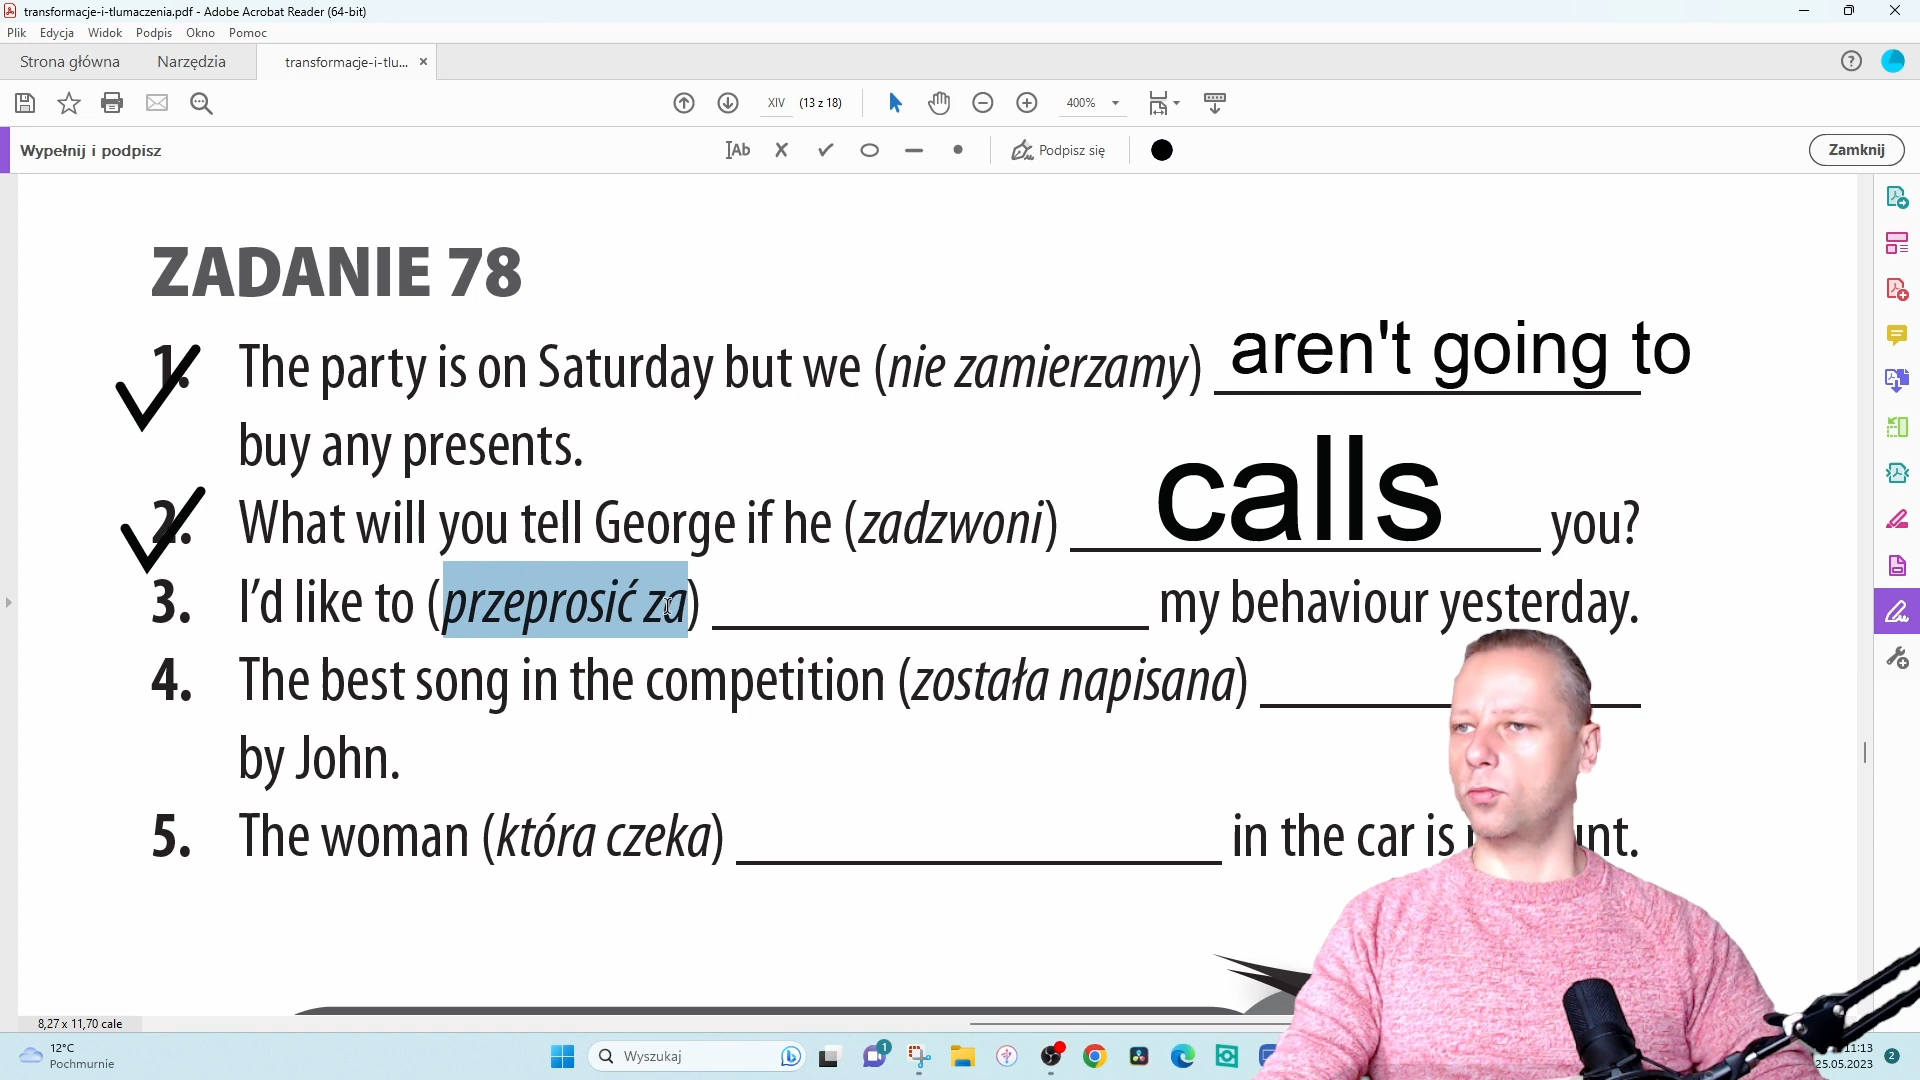 transformacje-i-tlumaczenia.pdf - Adobe Acrobat Reader (64-bit)
Plik Edycja Widok Podpis Okno Pomoc
Strona główna Narzędzia transformacje-i-tlu... ×
XIV (13 z 18) 400%
Wypełnij i podpisz Ab Podpisz się Zamknij
ZADANIE 78
1. The party is on Saturday but we (nie zamierzamy) aren't going to
buy any presents.
2. What will you tell George if he (zadzwoni) calls you?
3. I'd like to (przeprosić za) my behaviour yesterday.
4. The best song in the competition (została napisana)
by John.
5. The woman (która czeka) in the car is
8,27 x 11,70 cale
12°C
Pochmurnie
Wyszukaj
1
11:13
25.05.2023
2